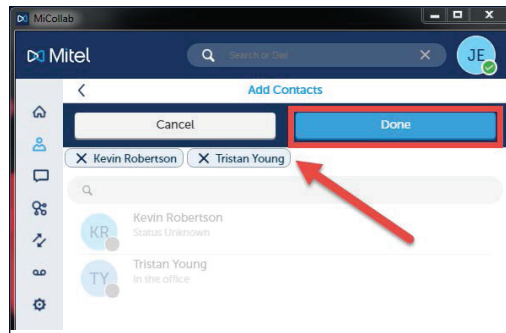 MiCollab
Mitel
Search or Dial
JE
Add Contacts
Cancel
Done
Kevin Robertson
Tristan Young
KR
Kevin Robertson
Status Unknown
TY
Tristan Young
In the office